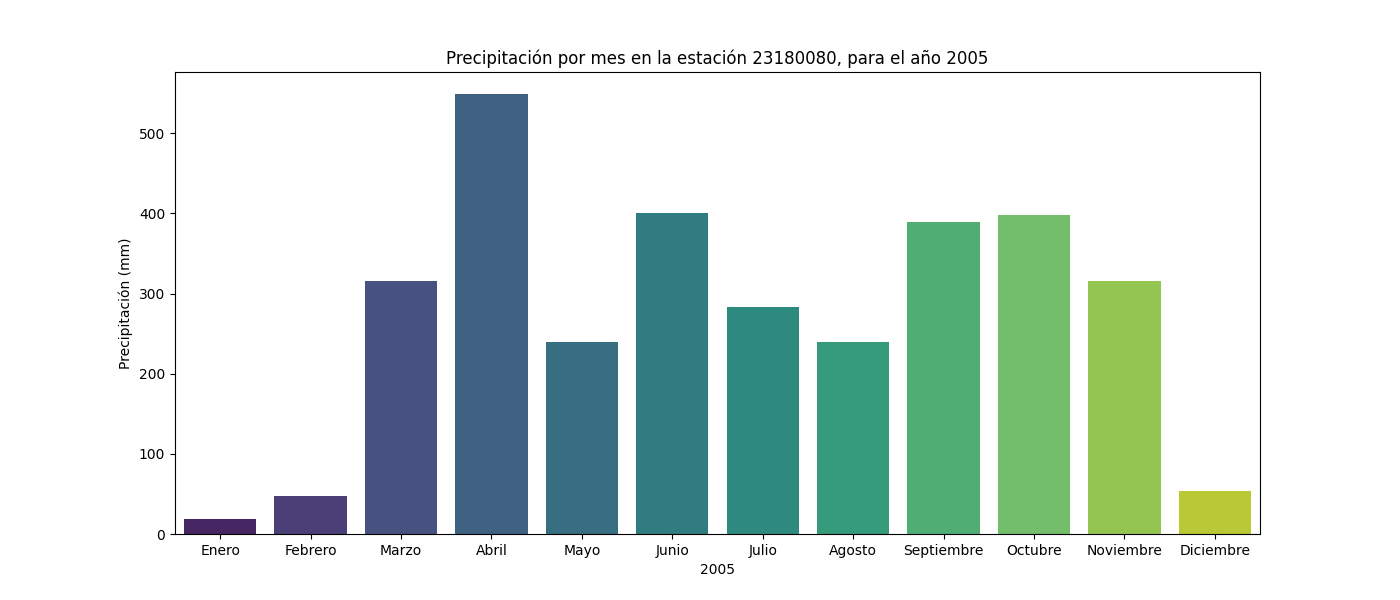 Precipitación por mes en la estación 23180080, para el año 2005
Precipitación (mm)
500
400
300
200
100
0
Enero Febrero Marzo Abril Mayo Junio Julio Agosto Septiembre Octubre Noviembre Diciembre
2005